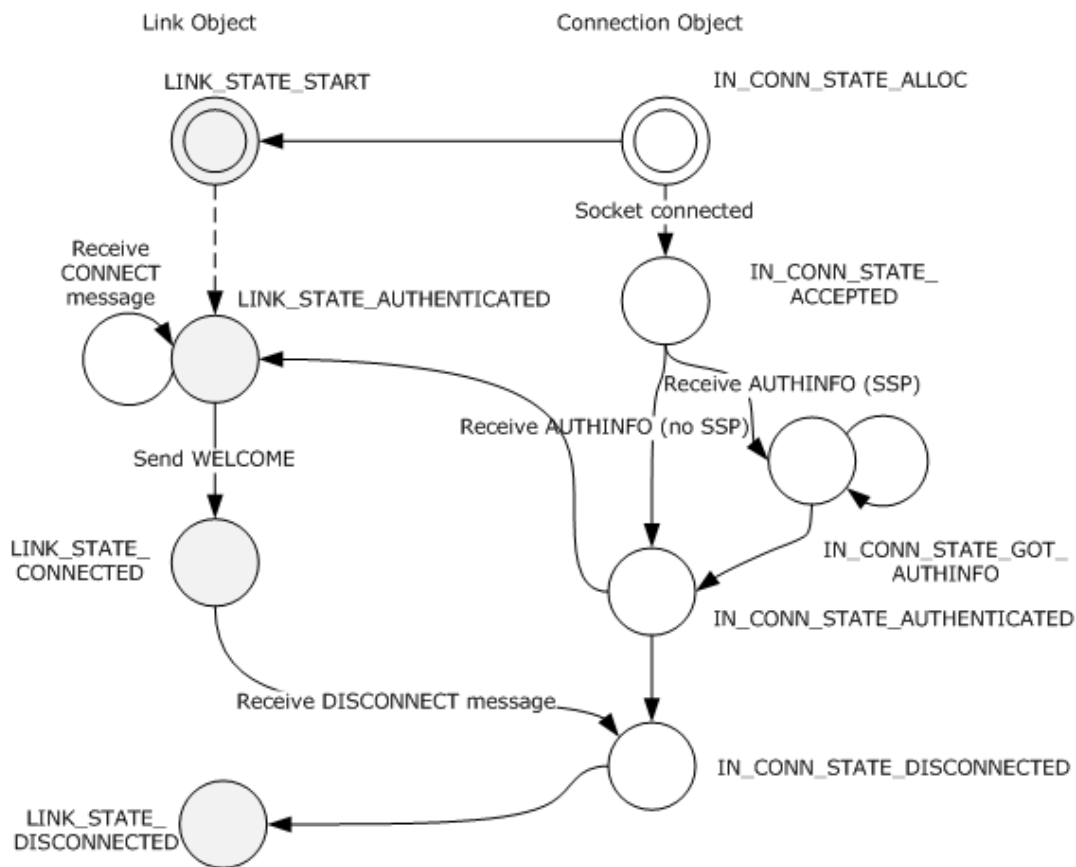 Link Object
Connection Object
LINK_STATE_START
IN_CONN_STATE_ALLOC
Socket connected
Receive
CONNECT
message
LINK_STATE_AUTHENTICATED
IN_CONN_STATE_
ACCEPTED
Receive AUTHINFO (SSP)
Receive AUTHINFO (no SSP)
Send WELCOME
LINK_STATE_
CONNECTED
IN_CONN_STATE_GOT_
AUTHINFO
IN_CONN_STATE_AUTHENTICATED
Receive DISCONNECT message
IN_CONN_STATE_DISCONNECTED
LINK_STATE_
DISCONNECTED